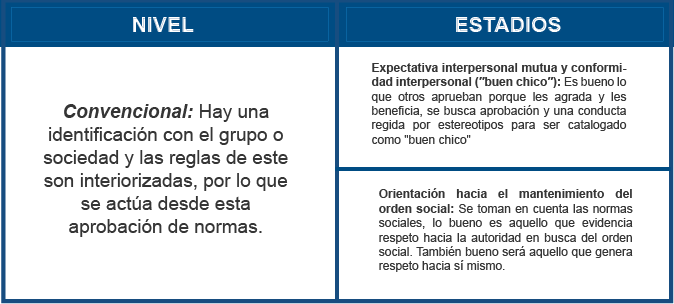 NIVEL
ESTADIOS
Convencional: Hay una
identificación con el grupo o
sociedad y las reglas de este
son interiorizadas, por lo que
se actúa desde esta
aprobación de normas.
Expectativa interpersonal mutua y conformi-
dad interpersonal ("buen chico"): Es bueno lo
que otros aprueban porque les agrada y les
beneficia, se busca aprobación y una conducta
regida por estereotipos para ser catalogado
como "buen chico"
Orientación hacia el mantenimiento del
orden social: Se toman en cuenta las normas
sociales, lo bueno es aquello que evidencia
respeto hacia la autoridad en busca del orden
social. También bueno será aquello que genera
respeto hacia sí mismo.